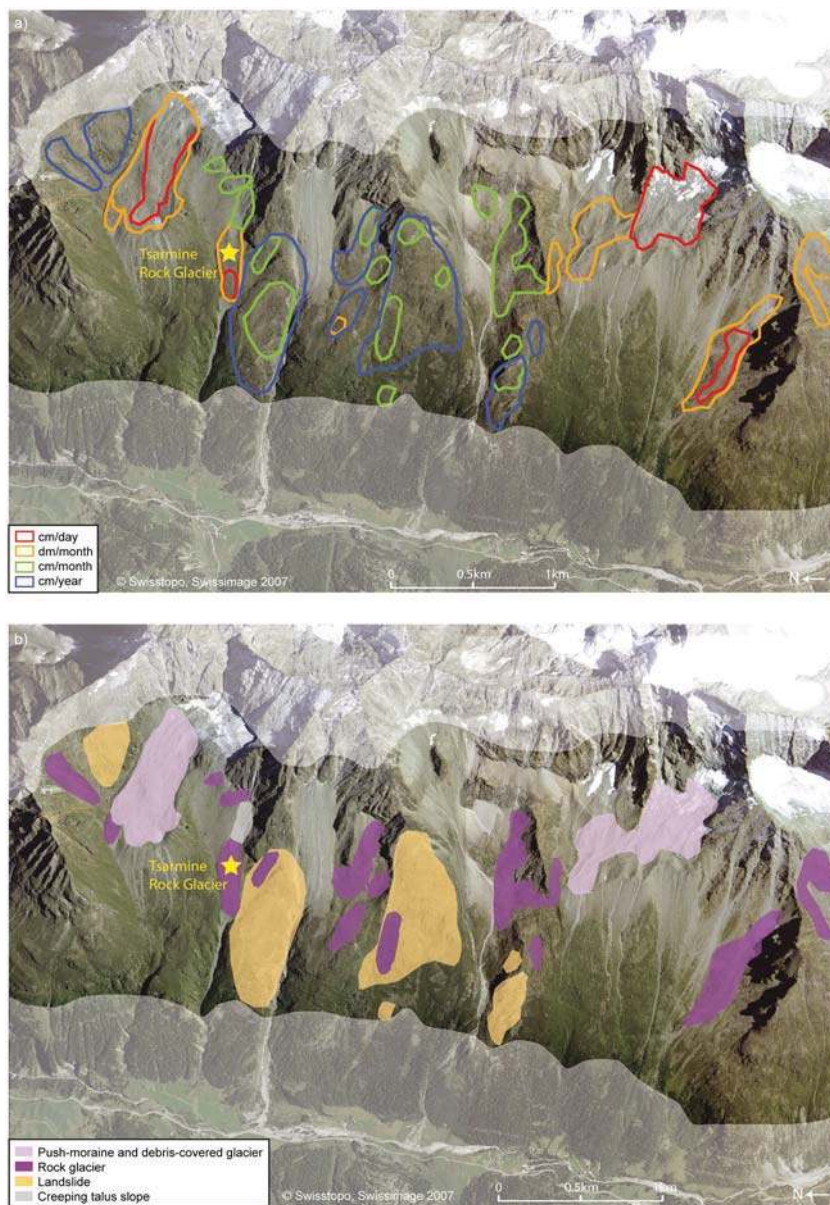 a)
Tsarmine
Rock Glacier
cm/day
dm/month
cm/month
cm/year
© Swisstopo, Swissimage 2007
0 0.5km 1km
N
b)
Tsarmine
Rock Glacier
Push-moraine and debris-covered glacier
Rock glacier
Landslide
Creeping talus slope
© Swisstopo, Swissimage 2007
0 0.5km 1km
N